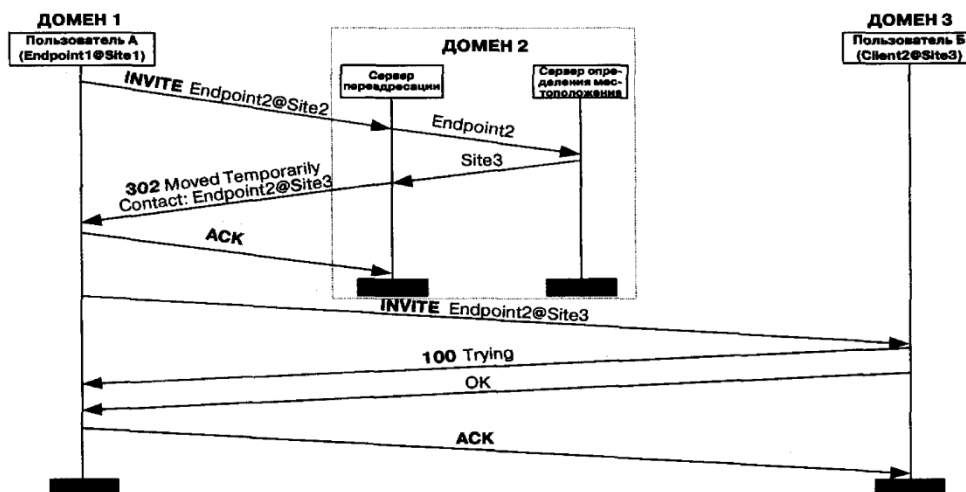 ДОМЕН 1
Пользователь А
(Endpoint1@Site1)
ДОМЕН 2
Сервер
переадресации
Сервер опре-
деления мес-
тоположения
ДОМЕН 3
Пользователь Б
(Client2@Site3)
INVITE Endpoint2@Site2
Endpoint2
Site3
302 Moved Temporarily
Contact: Endpoint2@Site3
ACK
INVITE Endpoint2@Site3
100 Trying
OK
ACK